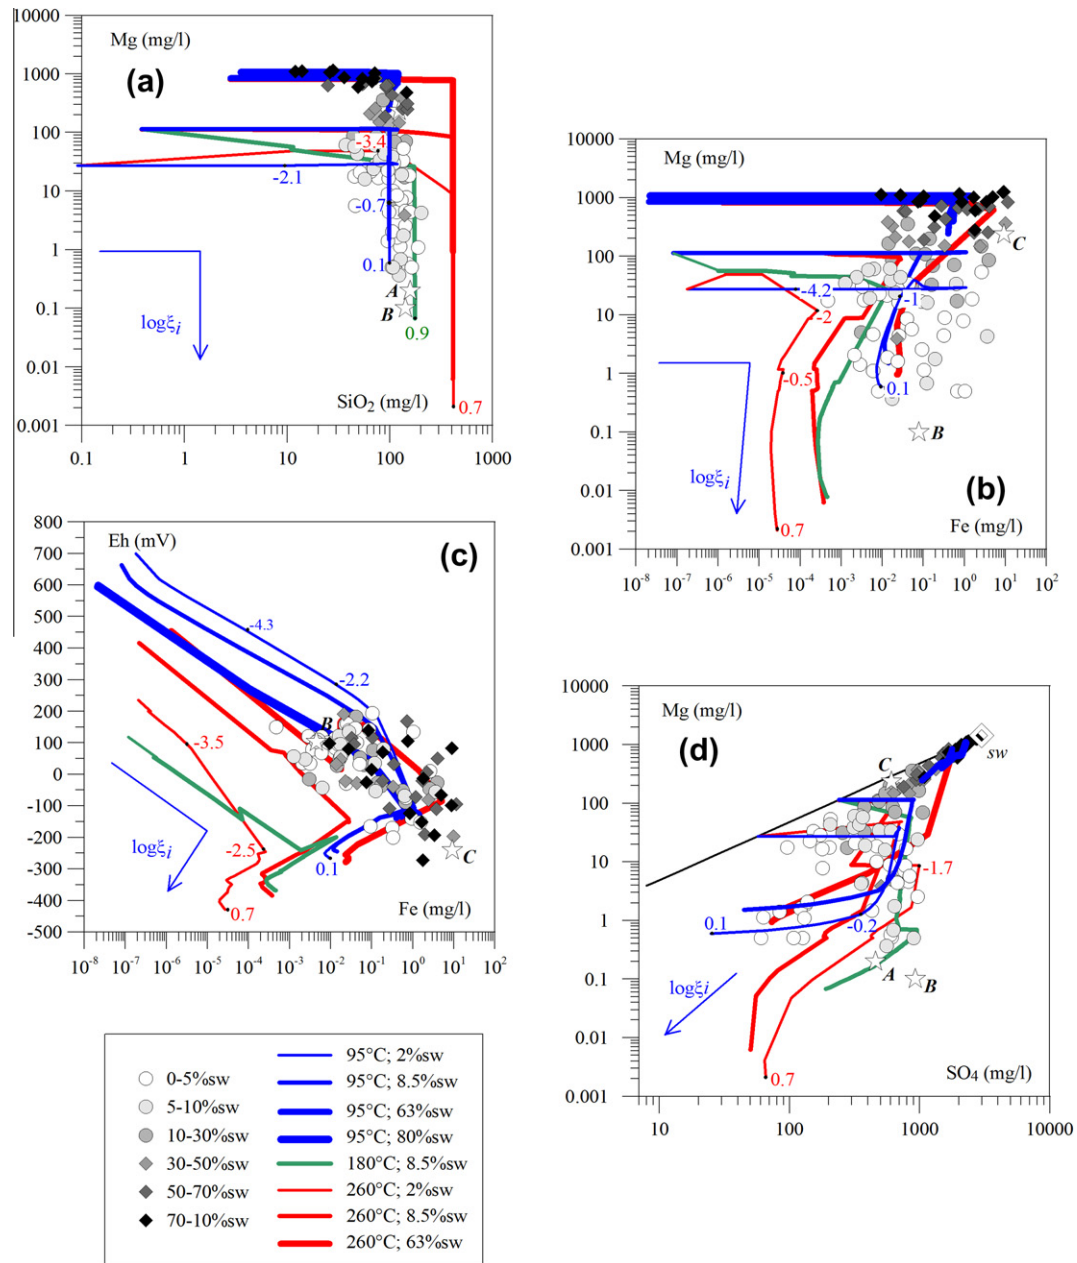 (a)
Mg (mg/l)
10000
1000
100
10
1
0.1
0.01
0.001
-3.4
-2.1
-0.7
0.1
A
B
0.9
logξi
SiO2 (mg/l)
0.7
0.1
1
10
100
1000
Mg (mg/l)
10000
1000
100
10
1
0.1
0.01
0.001
C
-4.2
-1
-2
-0.5
0.1
B
logξi
(b)
0.7
Fe (mg/l)
10-8 10-7 10-6 10-5 10-4 10-3 10-2 10-1 100 101 102
Eh (mV)
(c)
800
700
600
500
400
300
200
100
0
-100
-200
-300
-400
-500
-4.3
-2.2
B
-3.5
-2.5
0.1
C
logξi
0.7
Fe (mg/l)
10-8 10-7 10-6 10-5 10-4 10-3 10-2 10-1 100 101 102
Mg (mg/l)
10000
1000
100
10
1
0.1
0.01
0.001
sw
(d)
C
-1.7
0.1
-0.2
A
B
logξi
0.7
SO4 (mg/l)
10
100
1000
10000
0-5%sw
5-10%sw
10-30%sw
30-50%sw
50-70%sw
70-10%sw
95°C; 2%sw
95°C; 8.5%sw
95°C; 63%sw
95°C; 80%sw
180°C; 8.5%sw
260°C; 2%sw
260°C; 8.5%sw
260°C; 63%sw